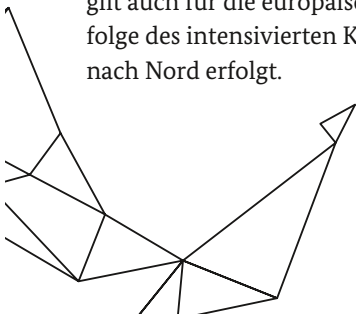 gilt auch für die europäisc
folge des intensivierten K
nach Nord erfolgt.